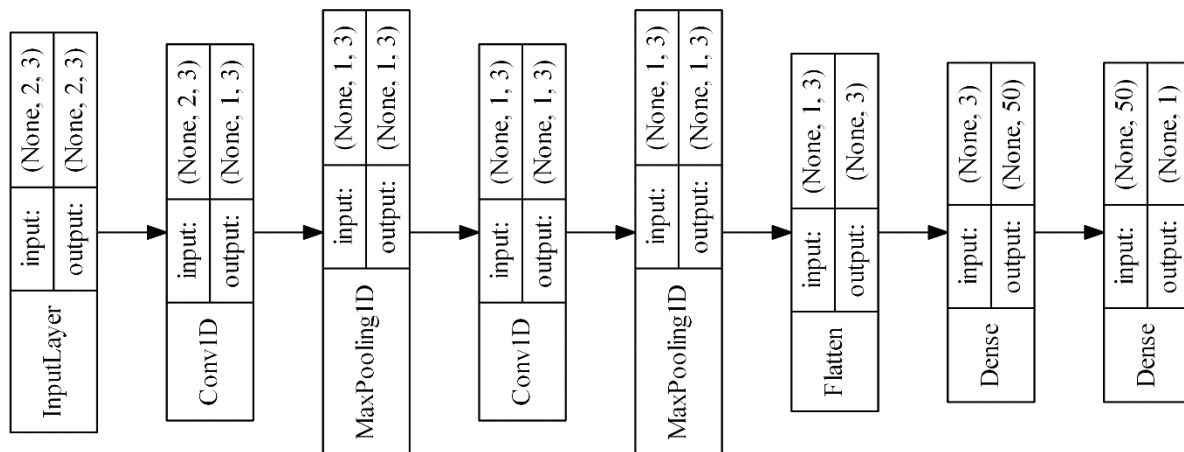 InputLayer
input:
(None, 2, 3)
output:
(None, 2, 3)
Conv1D
input:
(None, 2, 3)
output:
(None, 1, 3)
MaxPooling1D
input:
(None, 1, 3)
output:
(None, 1, 3)
Conv1D
input:
(None, 1, 3)
output:
(None, 1, 3)
MaxPooling1D
input:
(None, 1, 3)
output:
(None, 1, 3)
Flatten
input:
(None, 1, 3)
output:
(None, 3)
Dense
input:
(None, 3)
output:
(None, 50)
Dense
input:
(None, 50)
output:
(None, 1)